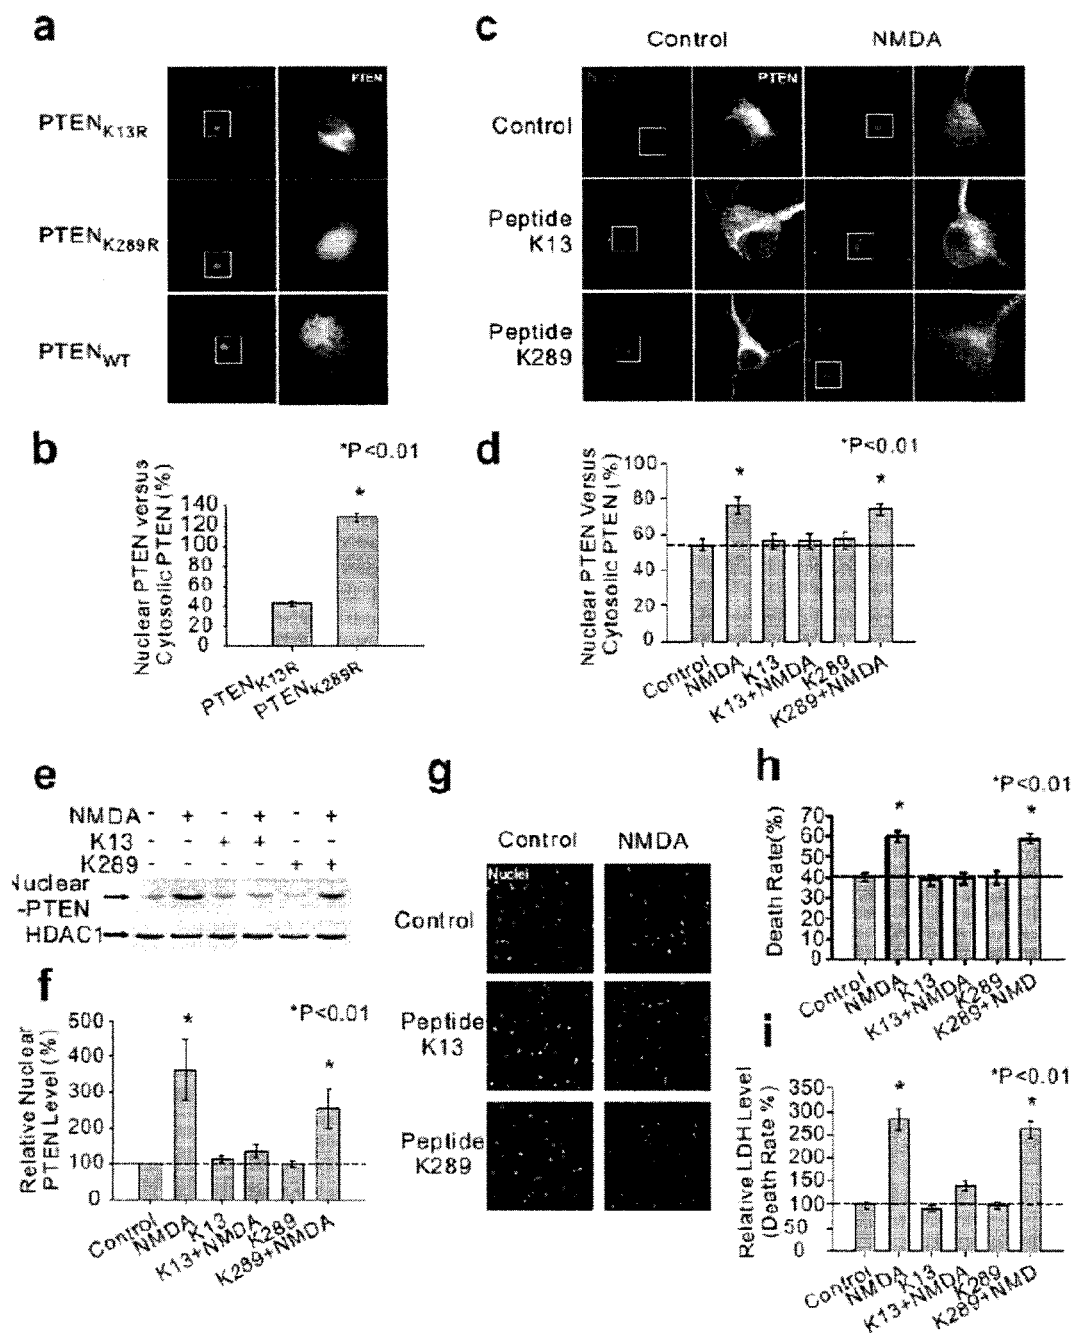 a
PTEN
PTENK13R
PTENK289R
PTENWT
b
*P<0.01
Nuclear PTEN versus
Cytosolic PTEN (%)
140
120
100
80
60
40
20
0
*
PTENK13R
PTENK289R
c
Control
NMDA
PTEN
Control
Peptide
K13
Peptide
K289
d
*P<0.01
Nuclear PTEN Versus
Cytosolic PTEN (%)
100
80
60
40
20
0
*
*
Control
NMDA
K13
K13+NMDA
K289
K289+NMDA
e
NMDA - + - + - +
K13 - - + + - -
K289 - - - - + +
Nuclear
-PTEN
HDAC1
f
*P<0.01
Relative Nuclear
PTEN Level (%)
500
400
300
200
100
0
*
*
Control
NMDA
K13
K13+NMDA
K289
K289+NMDA
g
Control
NMDA
Nuclei
Control
Peptide
K13
Peptide
K289
h
*P<0.01
Death Rate(%)
70
60
50
40
30
20
10
0
*
*
Control
NMDA
K13
K13+NMDA
K289
K289+NMD
i
*P<0.01
Relative LDH Level
(Death Rate %)
350
300
250
200
150
100
50
0
*
*
Control
NMDA
K13
K13+NMDA
K289
K289+NMD